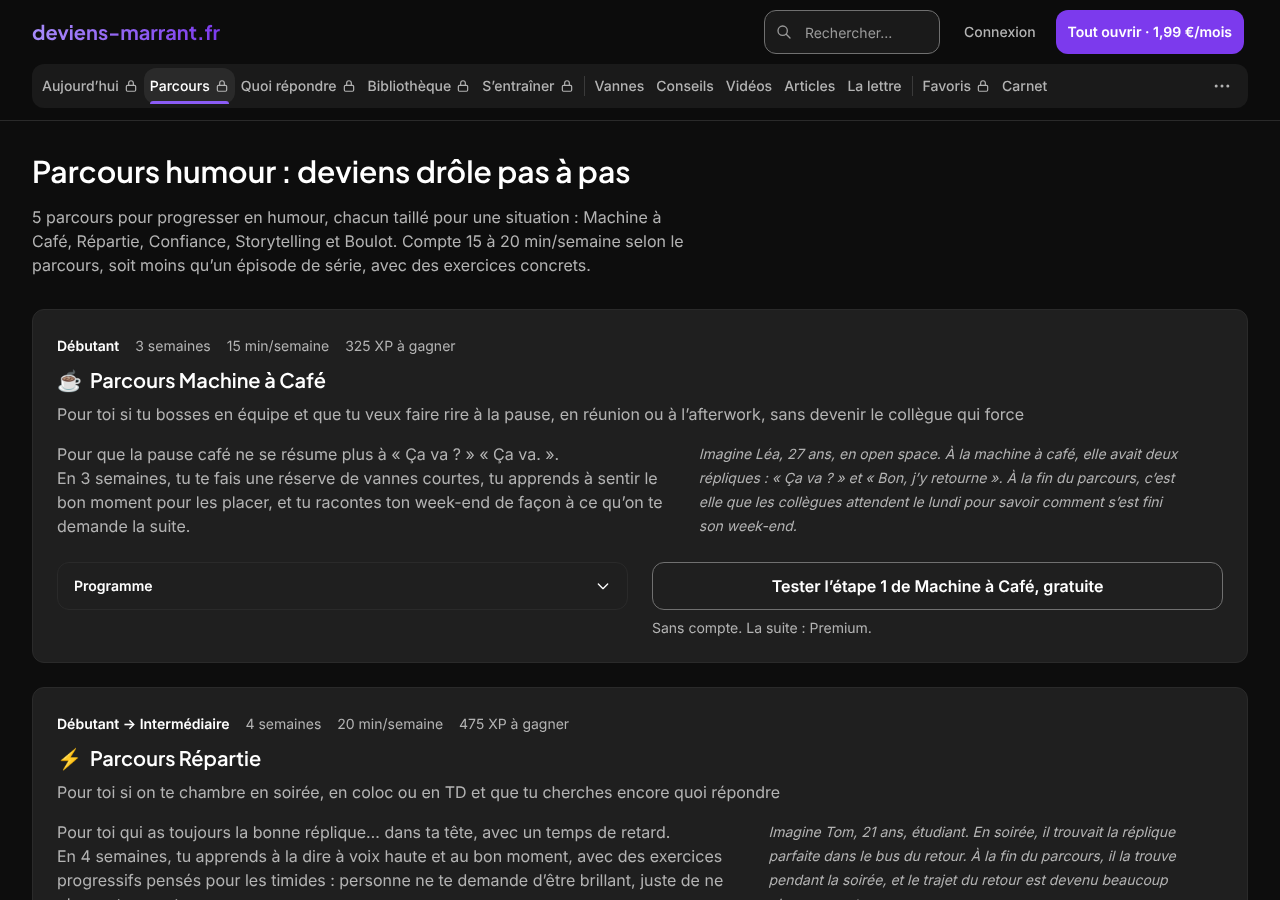 deviens-marrant.fr
Rechercher...
Connexion
Tout ouvrir · 1,99 €/mois
Aujourd’hui
Parcours
Quoi répondre
Bibliothèque
S’entraîner
Vannes
Conseils
Vidéos
Articles
La lettre
Favoris
Carnet
Parcours humour : deviens drôle pas à pas
5 parcours pour progresser en humour, chacun taillé pour une situation : Machine à
Café, Répartie, Confiance, Storytelling et Boulot. Compte 15 à 20 min/semaine selon le
parcours, soit moins qu’un épisode de série, avec des exercices concrets.
Débutant 3 semaines 15 min/semaine 325 XP à gagner
☕ Parcours Machine à Café
Pour toi si tu bosses en équipe et que tu veux faire rire à la pause, en réunion ou à l’afterwork, sans devenir le collègue qui force
Pour que la pause café ne se résume plus à « Ça va ? » « Ça va. ».
En 3 semaines, tu te fais une réserve de vannes courtes, tu apprends à sentir le
bon moment pour les placer, et tu racontes ton week-end de façon à ce qu’on te
demande la suite.
Imagine Léa, 27 ans, en open space. À la machine à café, elle avait deux
répliques : « Ça va ? » et « Bon, j’y retourne ». À la fin du parcours, c’est
elle que les collègues attendent le lundi pour savoir comment s’est fini
son week-end.
Programme
Tester l’étape 1 de Machine à Café, gratuite
Sans compte. La suite : Premium.
Débutant → Intermédiaire 4 semaines 20 min/semaine 475 XP à gagner
⚡ Parcours Répartie
Pour toi si on te chambre en soirée, en coloc ou en TD et que tu cherches encore quoi répondre
Pour toi qui as toujours la bonne réplique… dans ta tête, avec un temps de retard.
En 4 semaines, tu apprends à la dire à voix haute et au bon moment, avec des exercices
progressifs pensés pour les timides : personne ne te demande d’être brillant, juste de ne
Imagine Tom, 21 ans, étudiant. En soirée, il trouvait la réplique
parfaite dans le bus du retour. À la fin du parcours, il la trouve
pendant la soirée, et le trajet du retour est devenu beaucoup